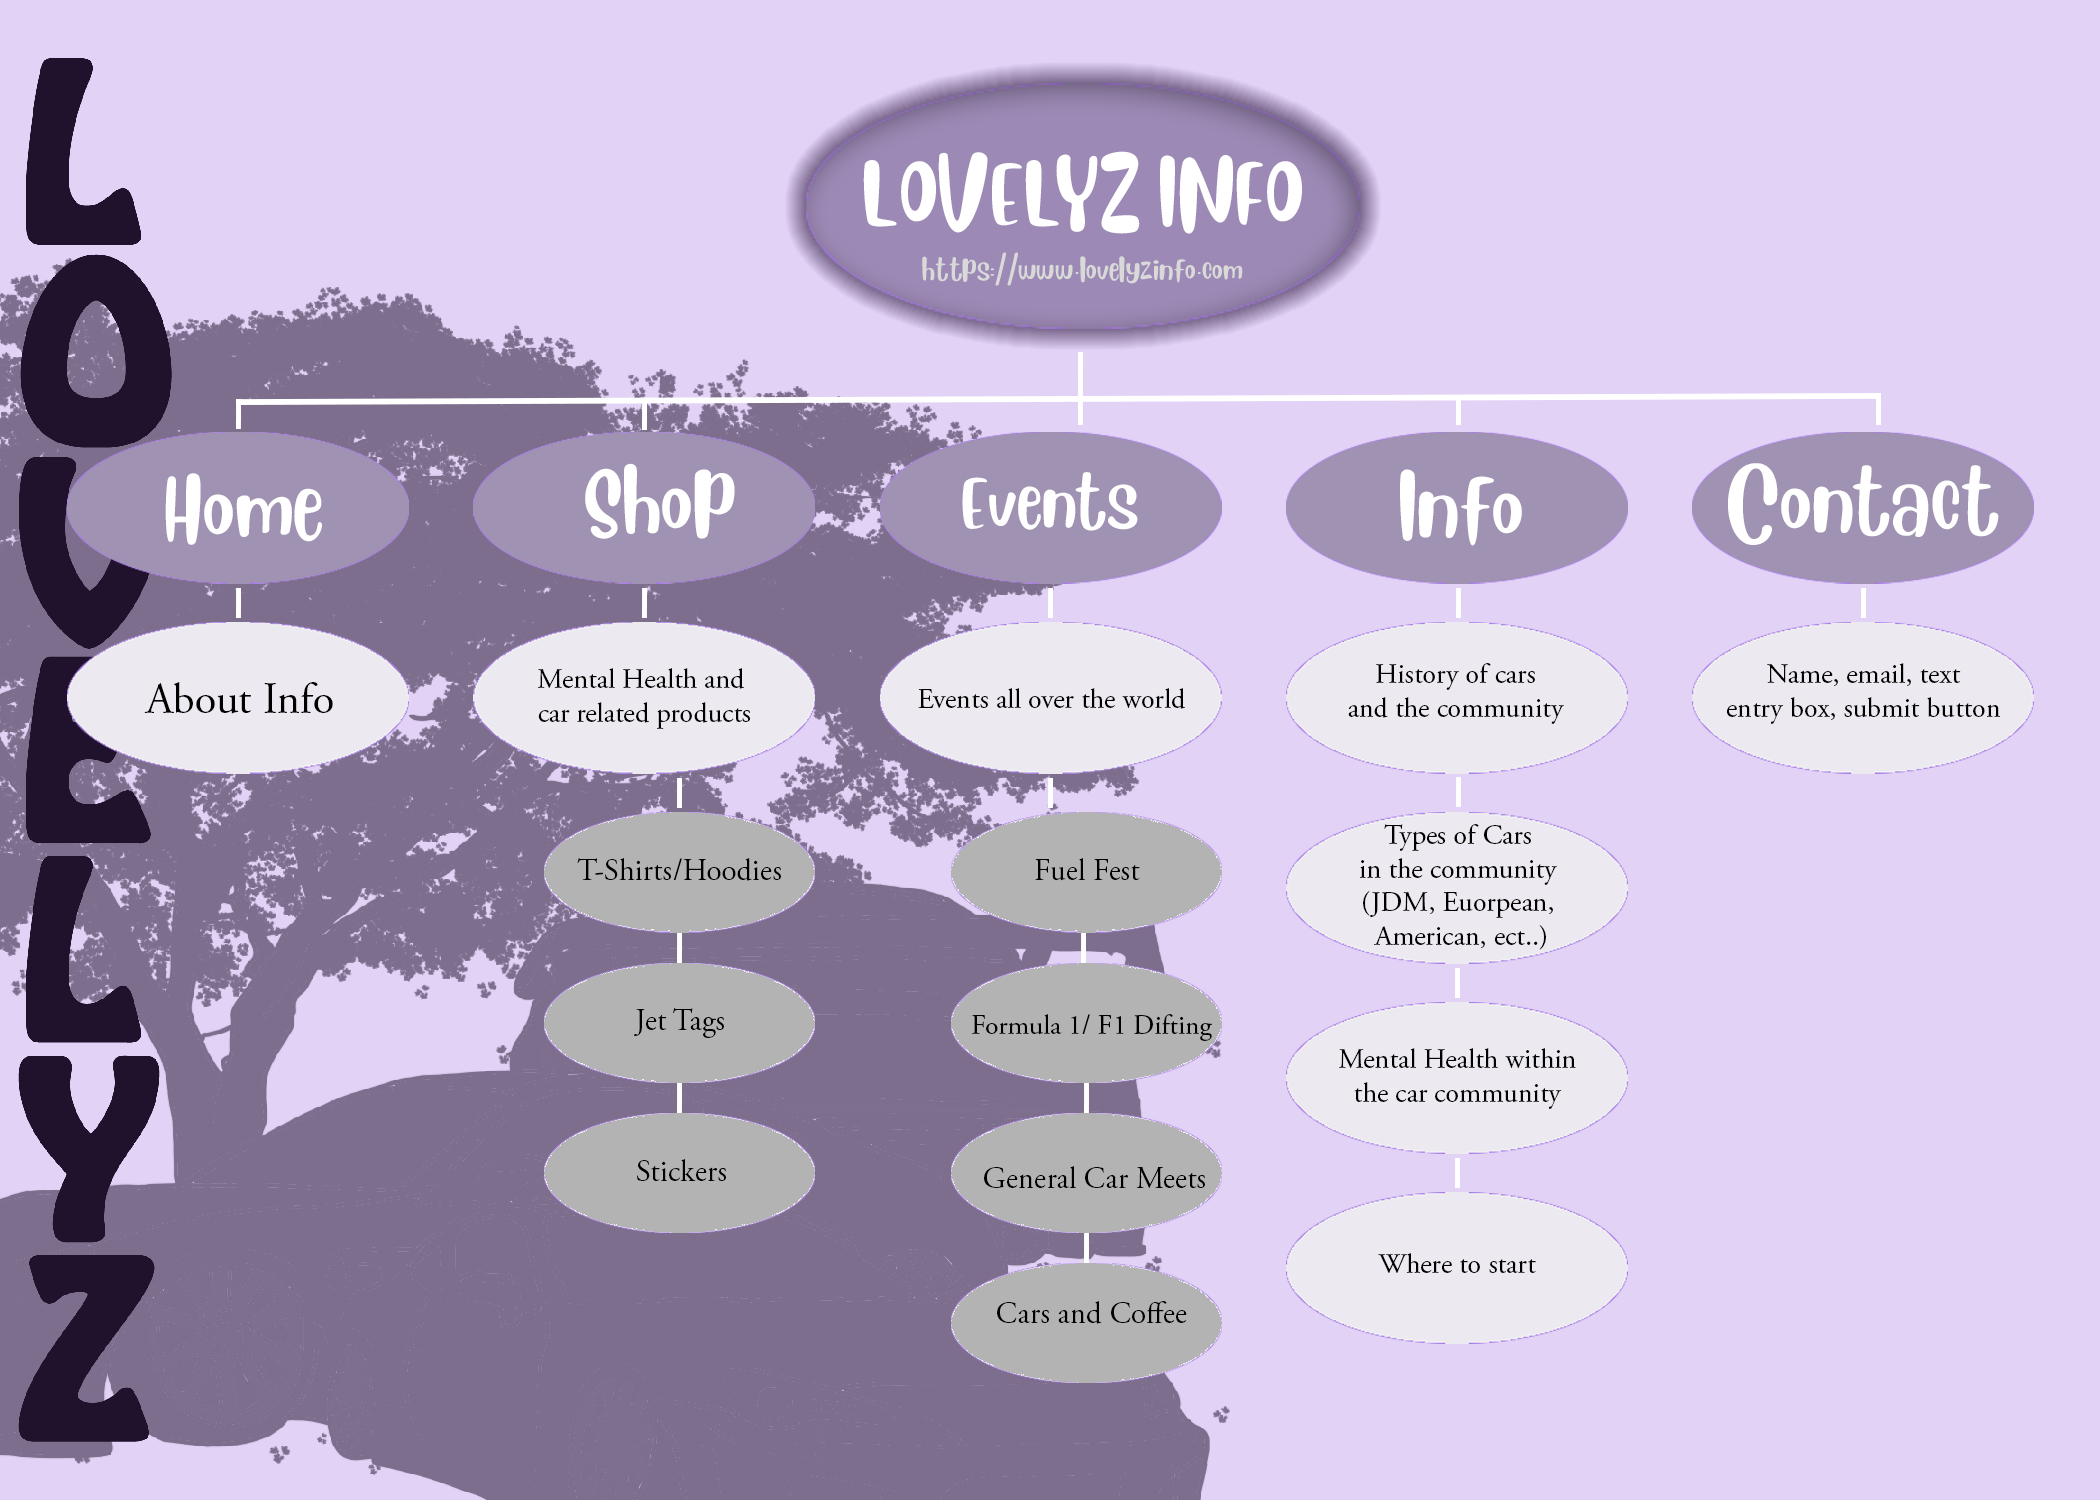 LOVELYZ
LOVELYZ INFO
https://www.lovelyzinfo.com
Home
Shop
Events
Info
Contact
About Info
Mental Health and
car related products
Events all over the world
History of cars
and the community
Name, email, text
entry box, submit button
T-Shirts/Hoodies
Jet Tags
Stickers
Fuel Fest
Formula 1/ F1 Difting
General Car Meets
Cars and Coffee
Types of Cars
in the community
(JDM, Euorpean,
American, ect..)
Mental Health within
the car community
Where to start